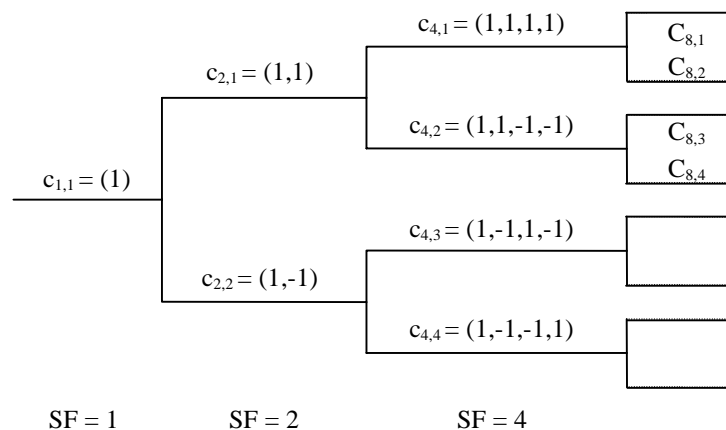 c4,1 = (1,1,1,1)
C8,1
C8,2
c2,1 = (1,1)
c4,2 = (1,1,-1,-1)
C8,3
C8,4
c1,1 = (1)
c4,3 = (1,-1,1,-1)
c2,2 = (1,-1)
c4,4 = (1,-1,-1,1)
SF = 1 SF = 2 SF = 4